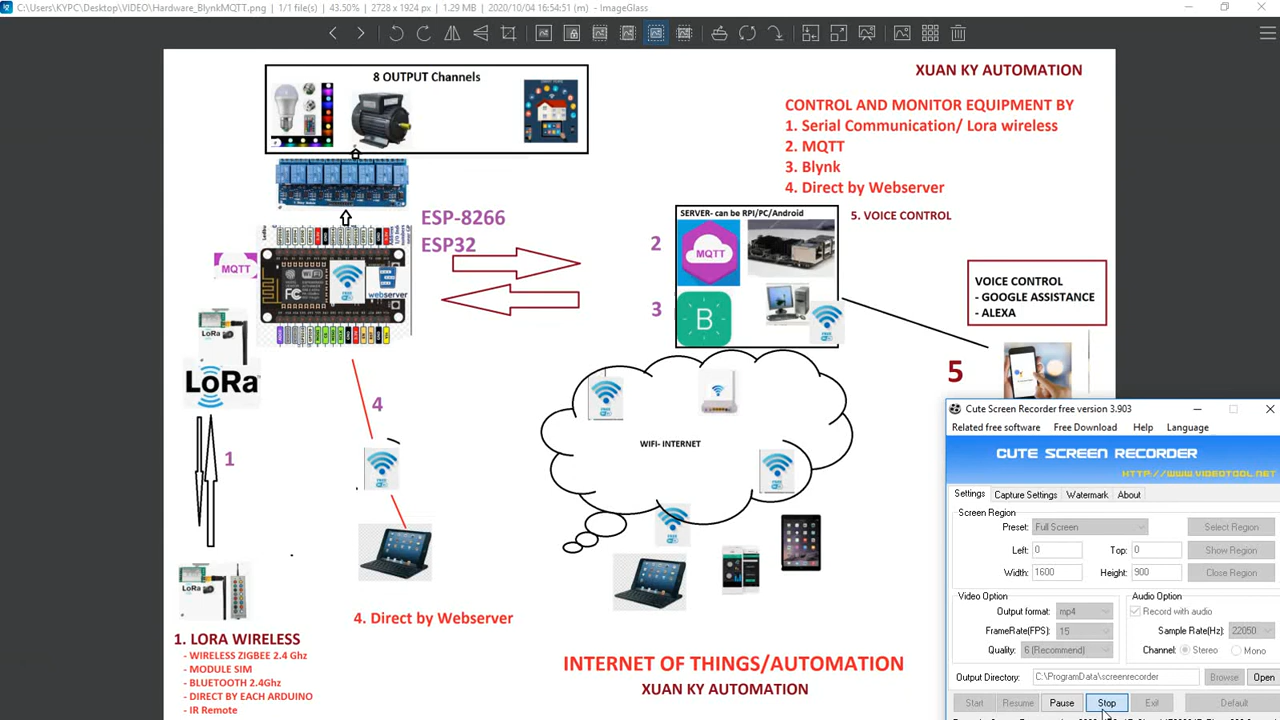 C:\Users\KYPC\Desktop\VIDEO\Hardware_BlynkMQTT.png | 1/1 file(s) | 43.50% | 2728 x 1924 px | 1.29 MB | 2020/10/04 16:54:51 (m) - ImageGlass
8 OUTPUT Channels
XUAN KY AUTOMATION
CONTROL AND MONITOR EQUIPMENT BY
1. Serial Communication/ Lora wireless
2. MQTT
3. Blynk
4. Direct by Webserver
5. VOICE CONTROL
ESP-8266
ESP32
SERVER- can be RPI/PC/Android
2
MQTT
3
B
MQTT
webserver
VOICE CONTROL
- GOOGLE ASSISTANCE
- ALEXA
5
LoRa
LoRa
4
1
WIFI- INTERNET
LoRa
4. Direct by Webserver
1. LORA WIRELESS
- WIRELESS ZIGBEE 2.4 Ghz
- MODULE SIM
- BLUETOOTH 2.4Ghz
- DIRECT BY EACH ARDUINO
- IR Remote
INTERNET OF THINGS/AUTOMATION
XUAN KY AUTOMATION
Cute Screen Recorder free version 3.903
Related free software Free Download Help Language
CUTE SCREEN RECORDER
HTTP://WWW.VIDEOTOOL.NET
Settings Capture Settings Watermark About
Screen Region
Preset: Full Screen Select Region
Left: 0 Top: 0 Show Region
Width: 1600 Height: 900 Close Region
Video Option Audio Option
Output format: mp4 Record with audio
FrameRate(FPS): 15 Sample Rate(Hz) 22050
Quality: 6 (Recommend) Channel: Stereo Mono
Output Directory: C:\ProgramData\screenrecorder Browse Open
Start Resume Pause Stop Exit Default